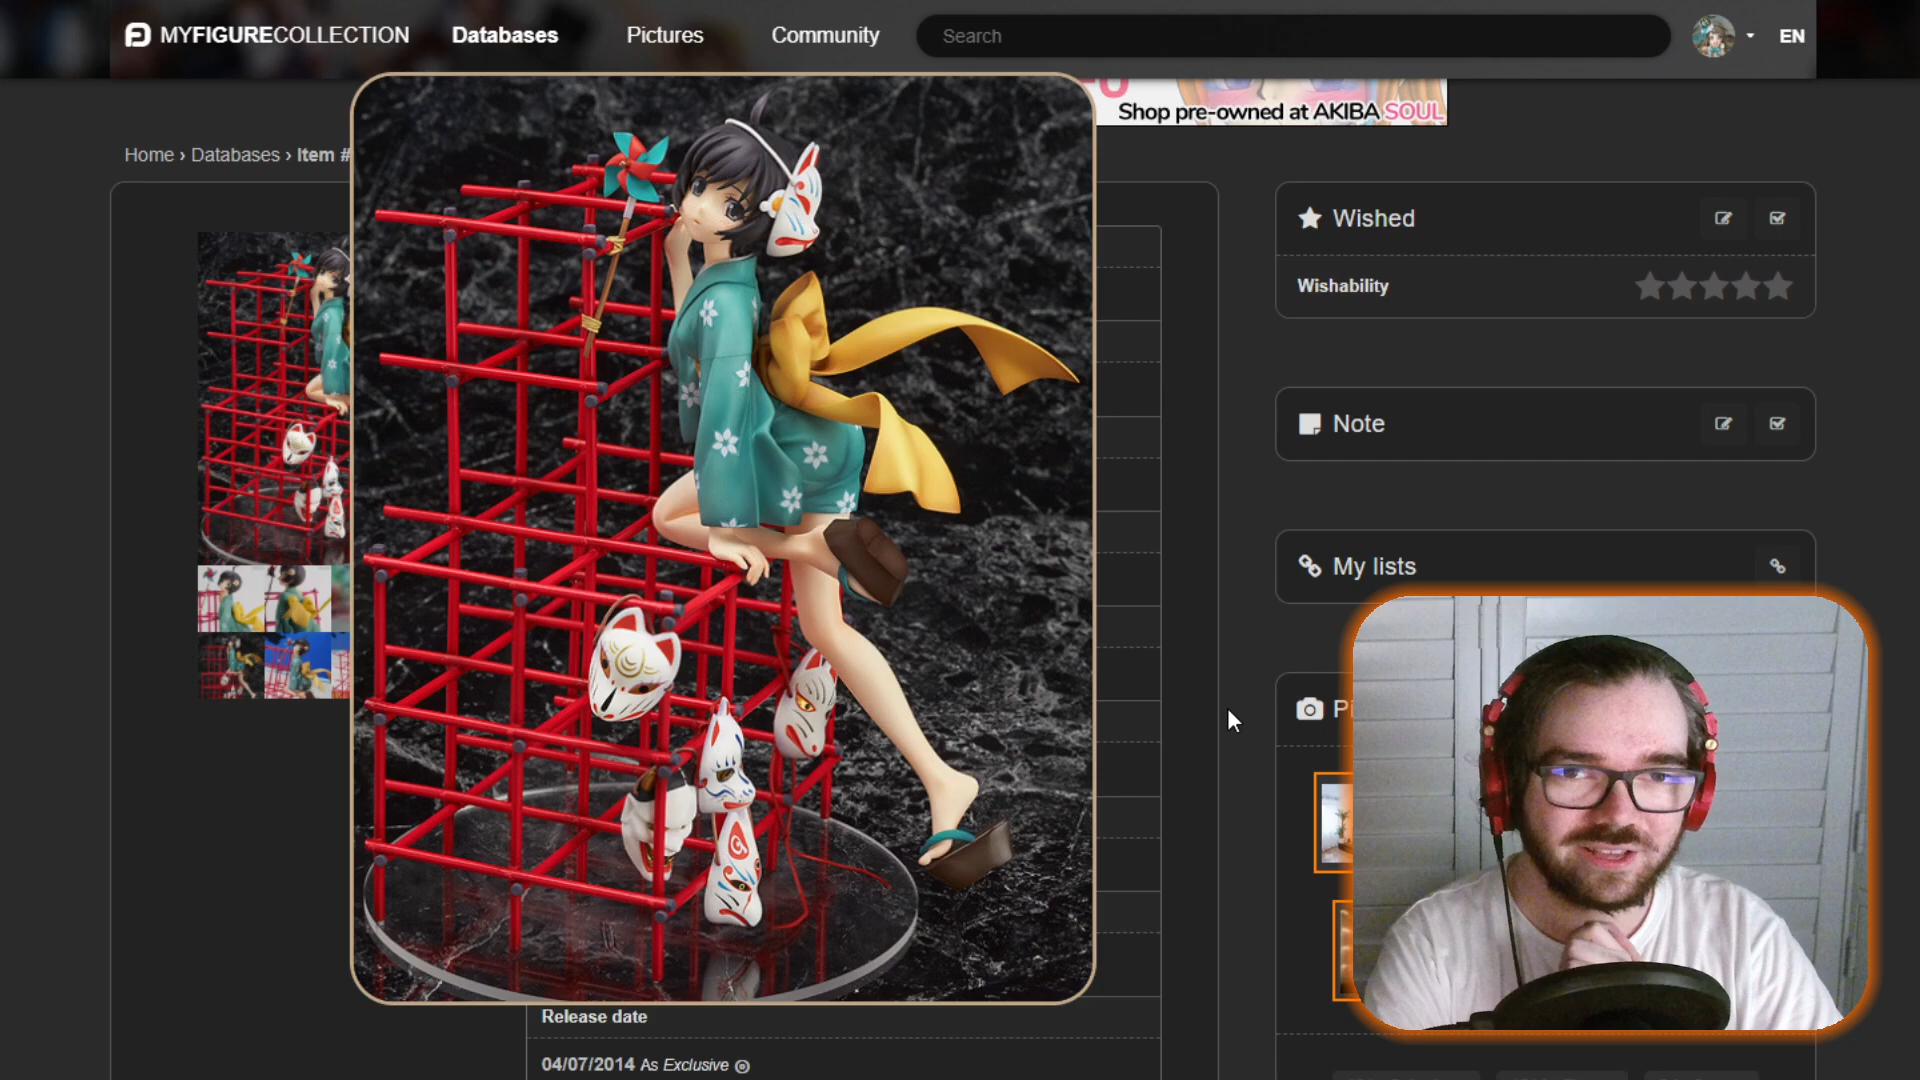 MYFIGURECOLLECTION
Databases
Pictures
Community
Search
EN
Shop pre-owned at AKIBA SOUL
Home › Databases › Item #
Wished
Wishability
Note
My lists
Release date
04/07/2014 As Exclusive